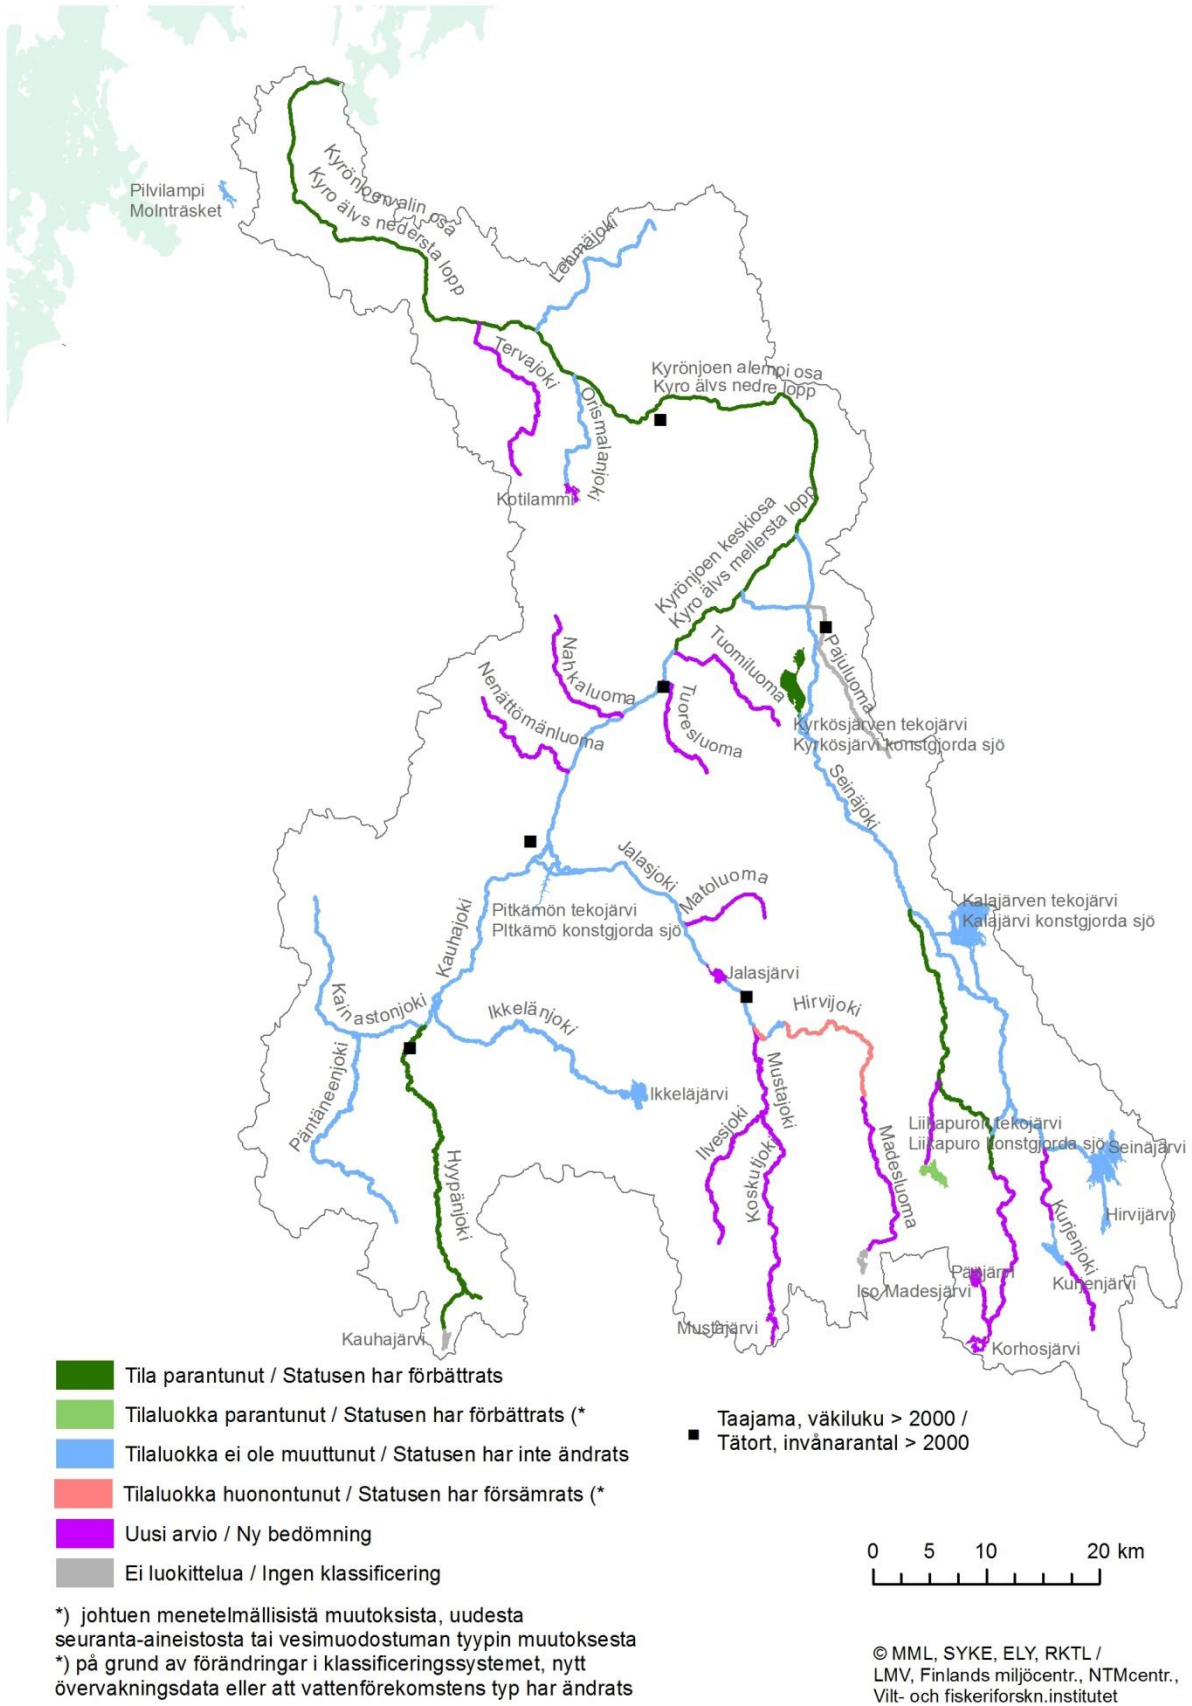 Pilvilampi
Molnträsket
Kyrönjoen alin osa
Kyro älvs nedersta lopp
Lehmäjoki
Tervajoki
Orismalanjoki
Kyrönjoen alempi osa
Kyro älvs nedre lopp
Kotilammi
Kyrönjoen keskiosa
Kyro älvs mellersta lopp
Nahkaluoma
Nenättömänluoma
Tuomiluoma
Tuoresluoma
Pajuluoma
Kyrkösjärven tekojärvi
Kyrkösjärvi konstgjorda sjö
Seinäjoki
Jalasjoki
Matoluoma
Kalajärven tekojärvi
Kalajärvi konstgjorda sjö
Pitkämön tekojärvi
PItkämö konstgjorda sjö
Kauhajoki
Jalasjärvi
Kainastonjoki
Ikkelänjoki
Hirvijoki
Päntäneenjoki
Ikkeläjärvi
Mustajoki
Ilvesjoki
Koskutjoki
Madesluoma
Liikapuron tekojärvi
Liikapuro konstgjorda sjö
Seinäjärvi
Hyypänjoki
Hirvijärvi
Kurjenjoki
Päijärvi
Iso Madesjärvi
Kurjenjärvi
Mustajärvi
Kauhajärvi
Korhosjärvi
Tila parantunut / Statusen har förbättrats
Tilaluokka parantunut / Statusen har förbättrats (*
Tilaluokka ei ole muuttunut / Statusen har inte ändrats
Tilaluokka huonontunut / Statusen har försämrats (*
Uusi arvio / Ny bedömning
Ei luokittelua / Ingen klassificering
Taajama, väkiluku > 2000 /
Tätort, invånarantal > 2000
0 5 10 20 km
*) johtuen menetelmällisistä muutoksista, uudesta
seuranta-aineistosta tai vesimuodostuman tyypin muutoksesta
*) på grund av förändringar i klassificeringssystemet, nytt
övervakningsdata eller att vattenförekomstens typ har ändrats
© MML, SYKE, ELY, RKTL /
LMV, Finlands miljöcentr., NTMcentr.,
Vilt- och fiskeriforskn.institutet